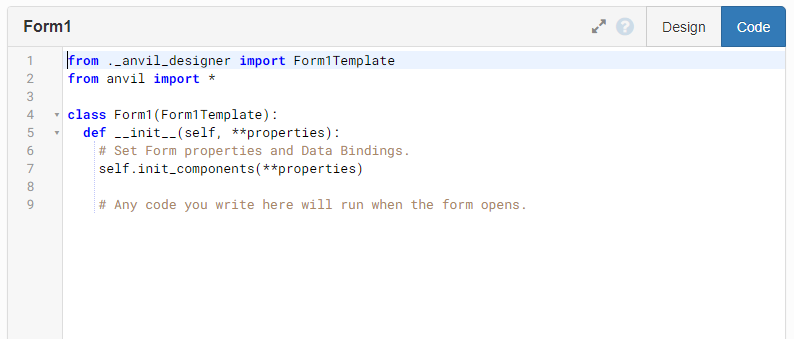 Form1
? Design Code
1 from ._anvil_designer import Form1Template
2 from anvil import *
3
4 class Form1(Form1Template):
5 def __init__(self, **properties):
6 # Set Form properties and Data Bindings.
7 self.init_components(**properties)
8
9 # Any code you write here will run when the form opens.